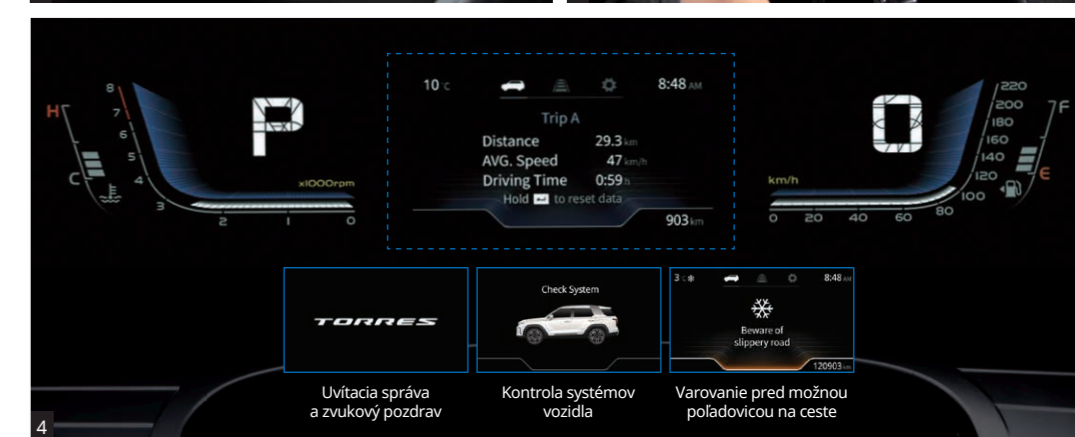 H
8
7
6
5
4
3
2
1
0
C
x1000rpm
P
10 °C
8:48 AM
Trip A
Distance 29.3 km
AVG. Speed 47 km/h
Driving Time 0:59 h
Hold to reset data
903 km
0
km/h
0 20 40 60 80 100 120 140 160 180 200 220
F
E
TORRES
Check System
3 °C
8:48 AM
Beware of
slippery road
120903 km
Uvítacia správa
a zvukový pozdrav
Kontrola systémov
vozidla
Varovanie pred možnou
poľadovicou na ceste
4